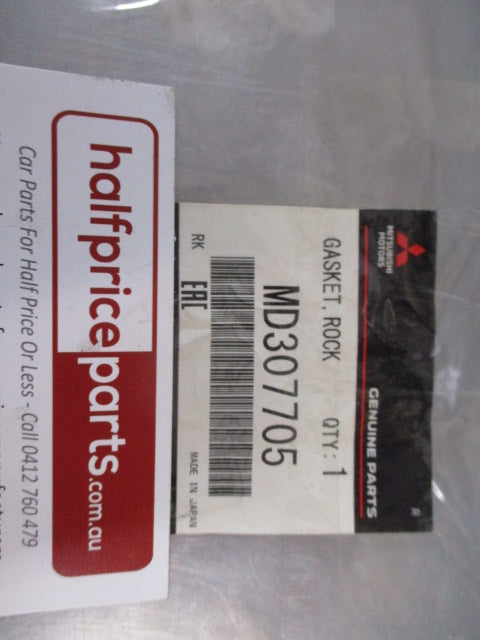 halfpriceparts.com.au
Car Parts For Half Price Or Less - Call 0412 760 479
MITSUBISHI
MOTORS
GENUINE PARTS
R
GASKET, ROCK QTY: 1
MD307705
RK
EAC
MADE IN JAPAN